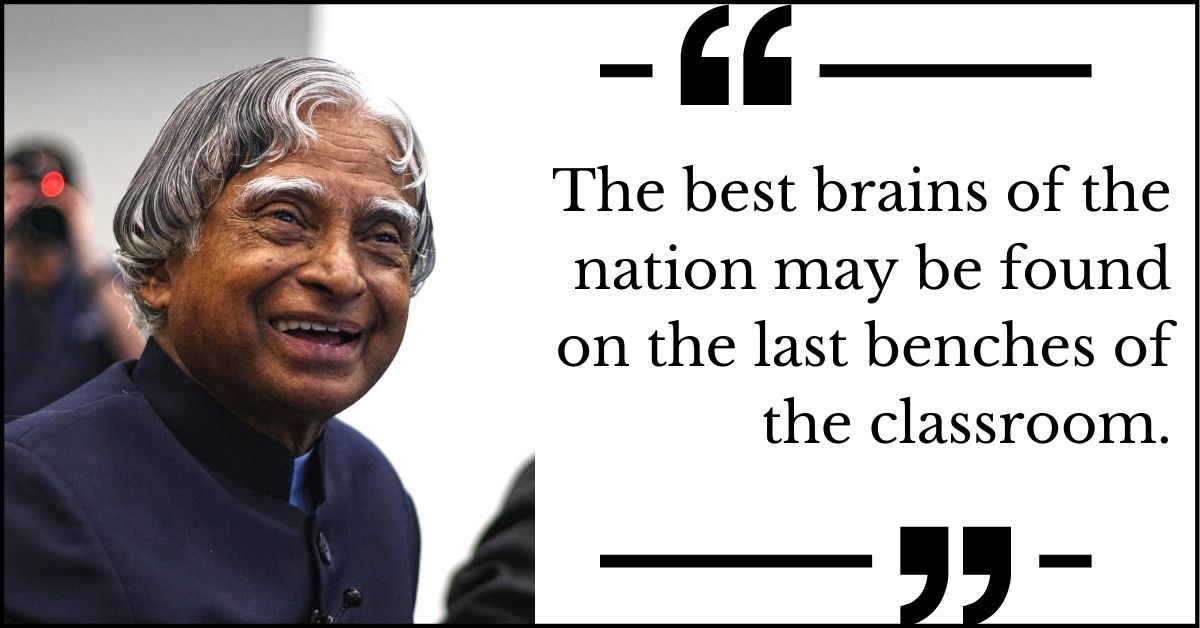 The best brains of the
nation may be found
on the last benches of
the classroom.